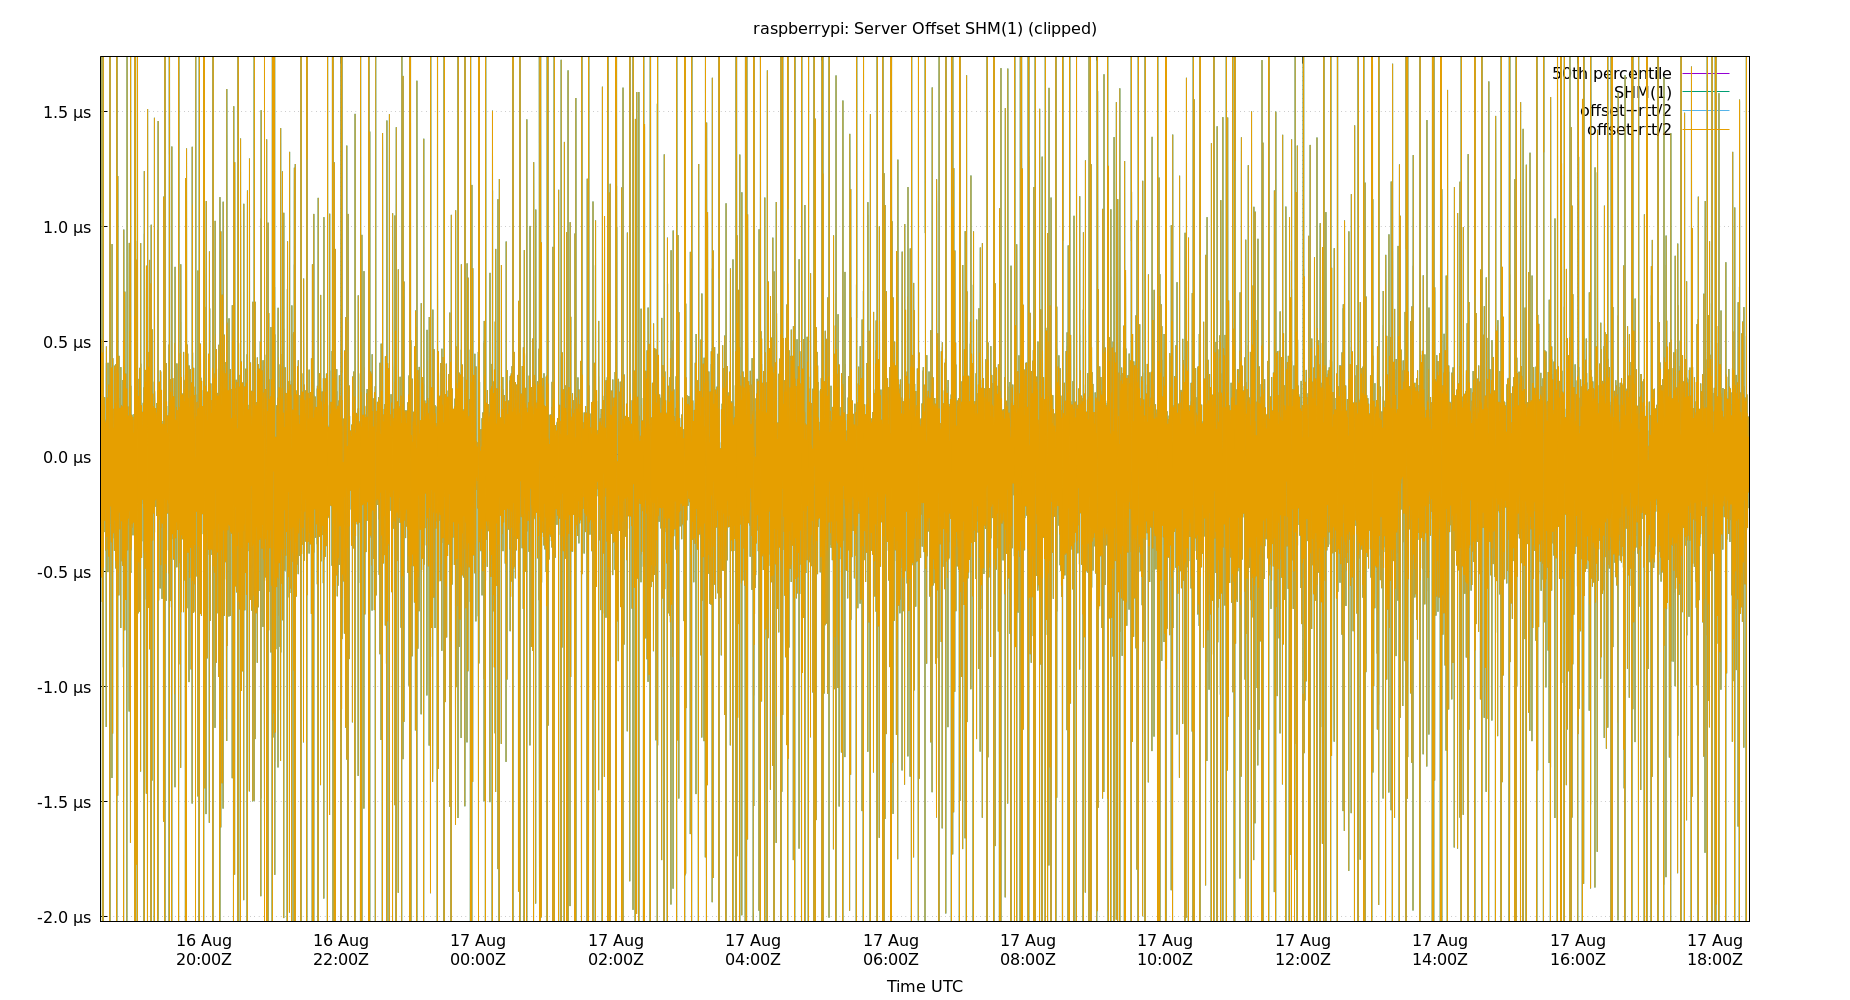 raspberrypi: Server Offset SHM(1) (clipped)
50th percentile
SHM(1)
offset+rtt/2
offset-rtt/2
1.5 µs
1.0 µs
0.5 µs
0.0 µs
-0.5 µs
-1.0 µs
-1.5 µs
-2.0 µs
16 Aug 16 Aug 17 Aug 17 Aug 17 Aug 17 Aug 17 Aug 17 Aug 17 Aug 17 Aug 17 Aug 17 Aug
20:00Z 22:00Z 00:00Z 02:00Z 04:00Z 06:00Z 08:00Z 10:00Z 12:00Z 14:00Z 16:00Z 18:00Z
Time UTC